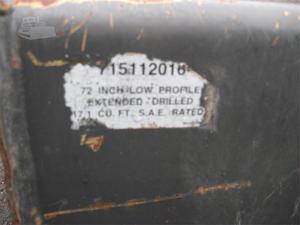 715112016
72 INCH LOW PROFILE
EXTENDED DRILLED
17.1 CU. FT. S.A.E. RATED